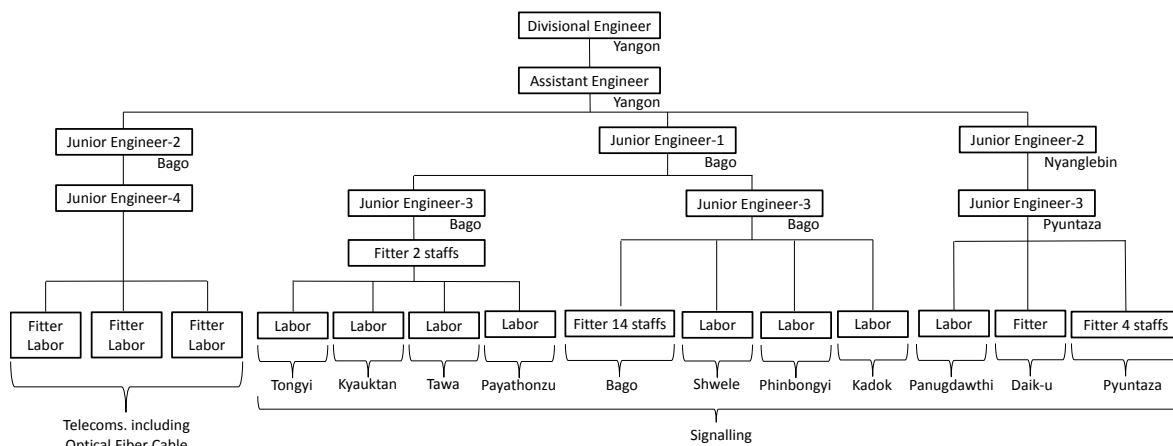 Divisional Engineer
Yangon
Assistant Engineer
Yangon
Junior Engineer-2
Bago
Junior Engineer-1
Bago
Junior Engineer-2
Nyanglebin
Junior Engineer-4
Junior Engineer-3
Bago
Junior Engineer-3
Bago
Junior Engineer-3
Pyuntaza
Fitter 2 staffs
Fitter
Labor
Fitter
Labor
Fitter
Labor
Labor
Labor
Labor
Labor
Fitter 14 staffs
Labor
Labor
Labor
Labor
Fitter
Fitter 4 staffs
Tongyi
Kyauktan
Tawa
Payathonzu
Bago
Shwele
Phinbongyi
Kadok
Panugdawthi
Daik-u
Pyuntaza
Telecoms. including
Optical Fiber Cable
Signalling